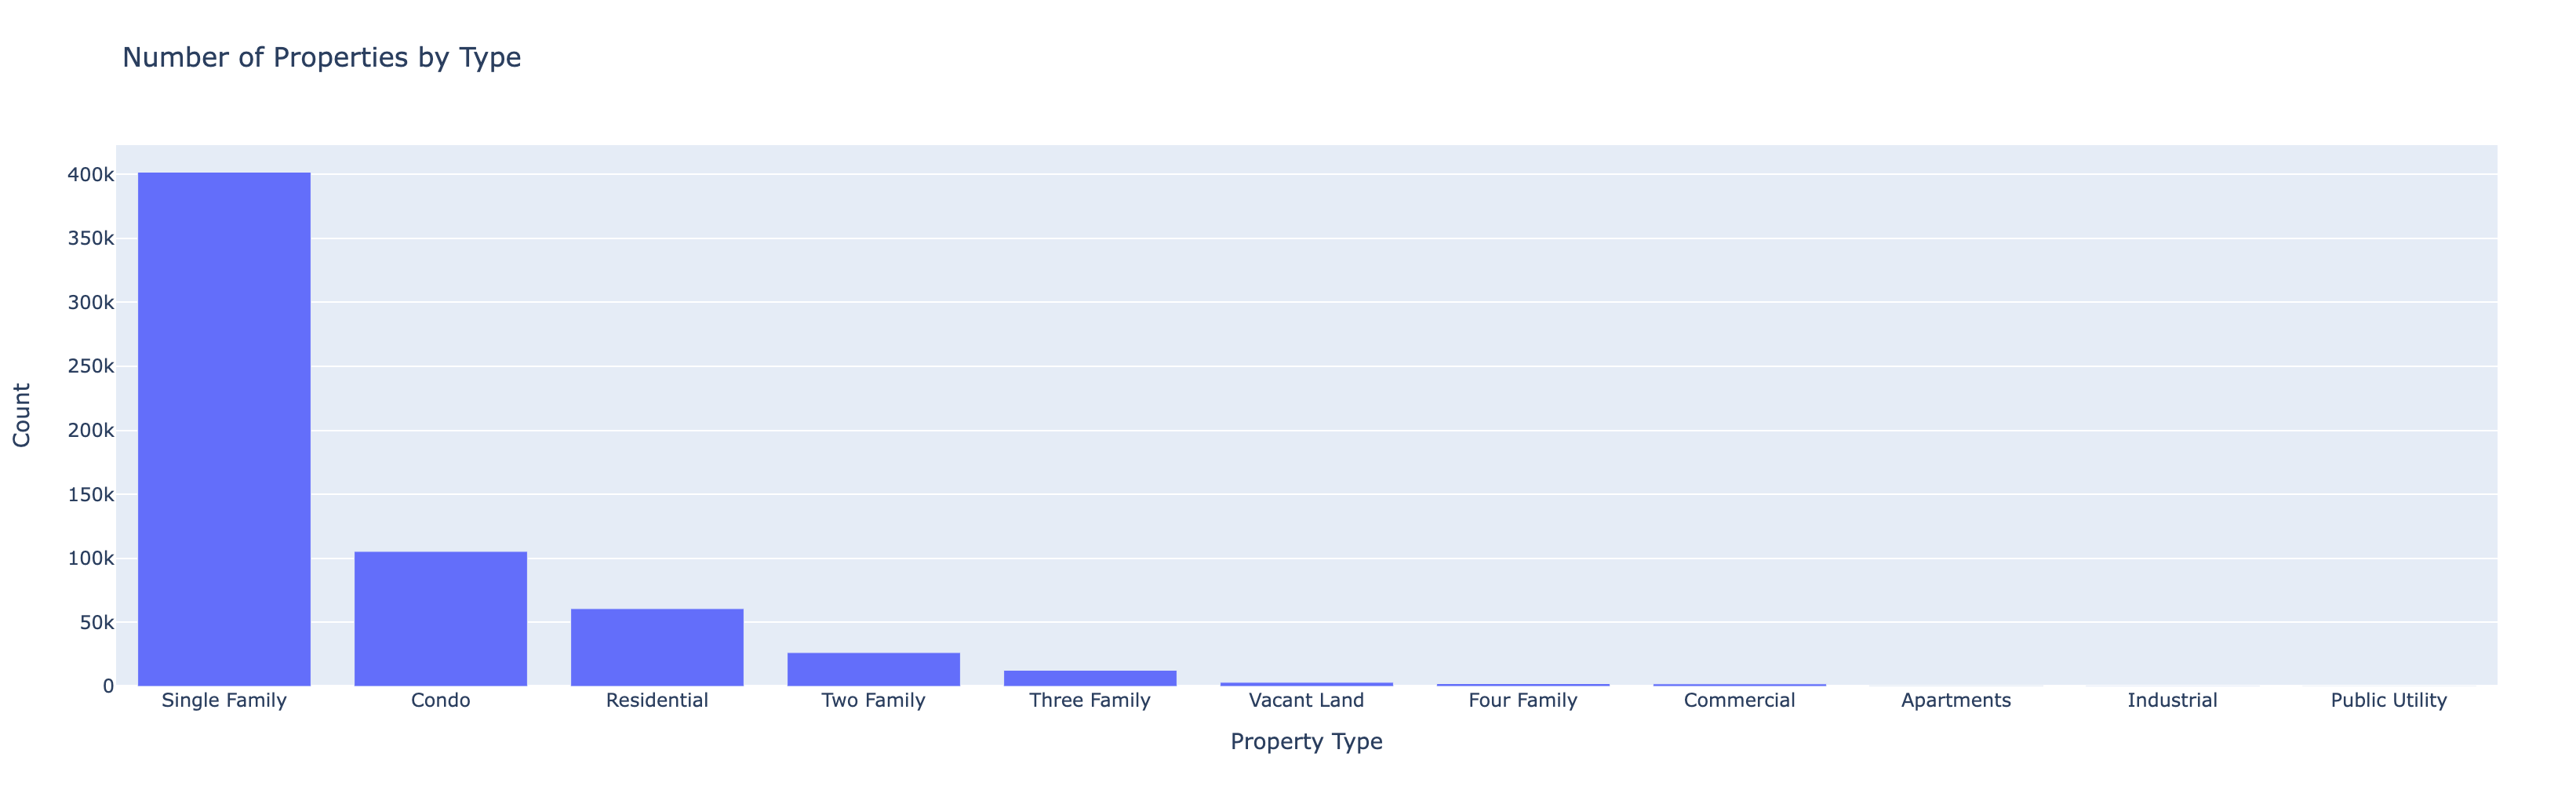 Number of Properties by Type
400k
350k
300k
250k
200k
150k
100k
50k
0
Count
Single Family Condo Residential Two Family Three Family Vacant Land Four Family Commercial Apartments Industrial Public Utility
Property Type